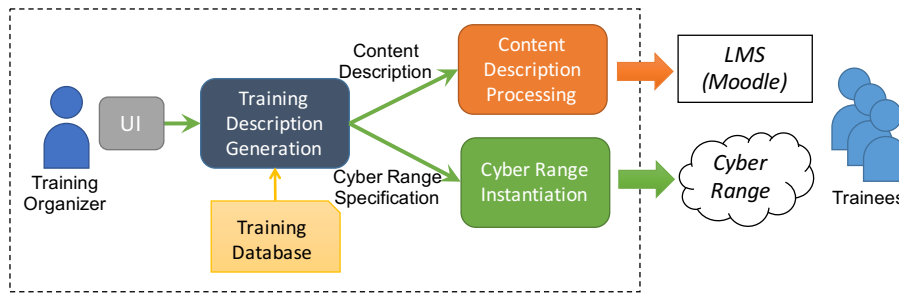 UI
Training
Organizer
Training
Description
Generation
Training
Database
Content
Description
Cyber Range
Specification
Content
Description
Processing
Cyber Range
Instantiation
LMS
(Moodle)
Cyber
Range
Trainees